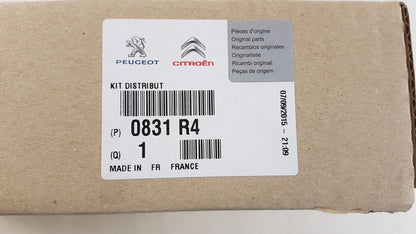 PEUGEOT
CITROËN
Pièces d'origine
Original parts
Recambios originales
Originalteile
Ricambi originali
Peças de origem
KIT DISTRIBUT
(P) 0831 R4
(Q) 1
MADE IN FR FRANCE
07/09/2015 - 21:09